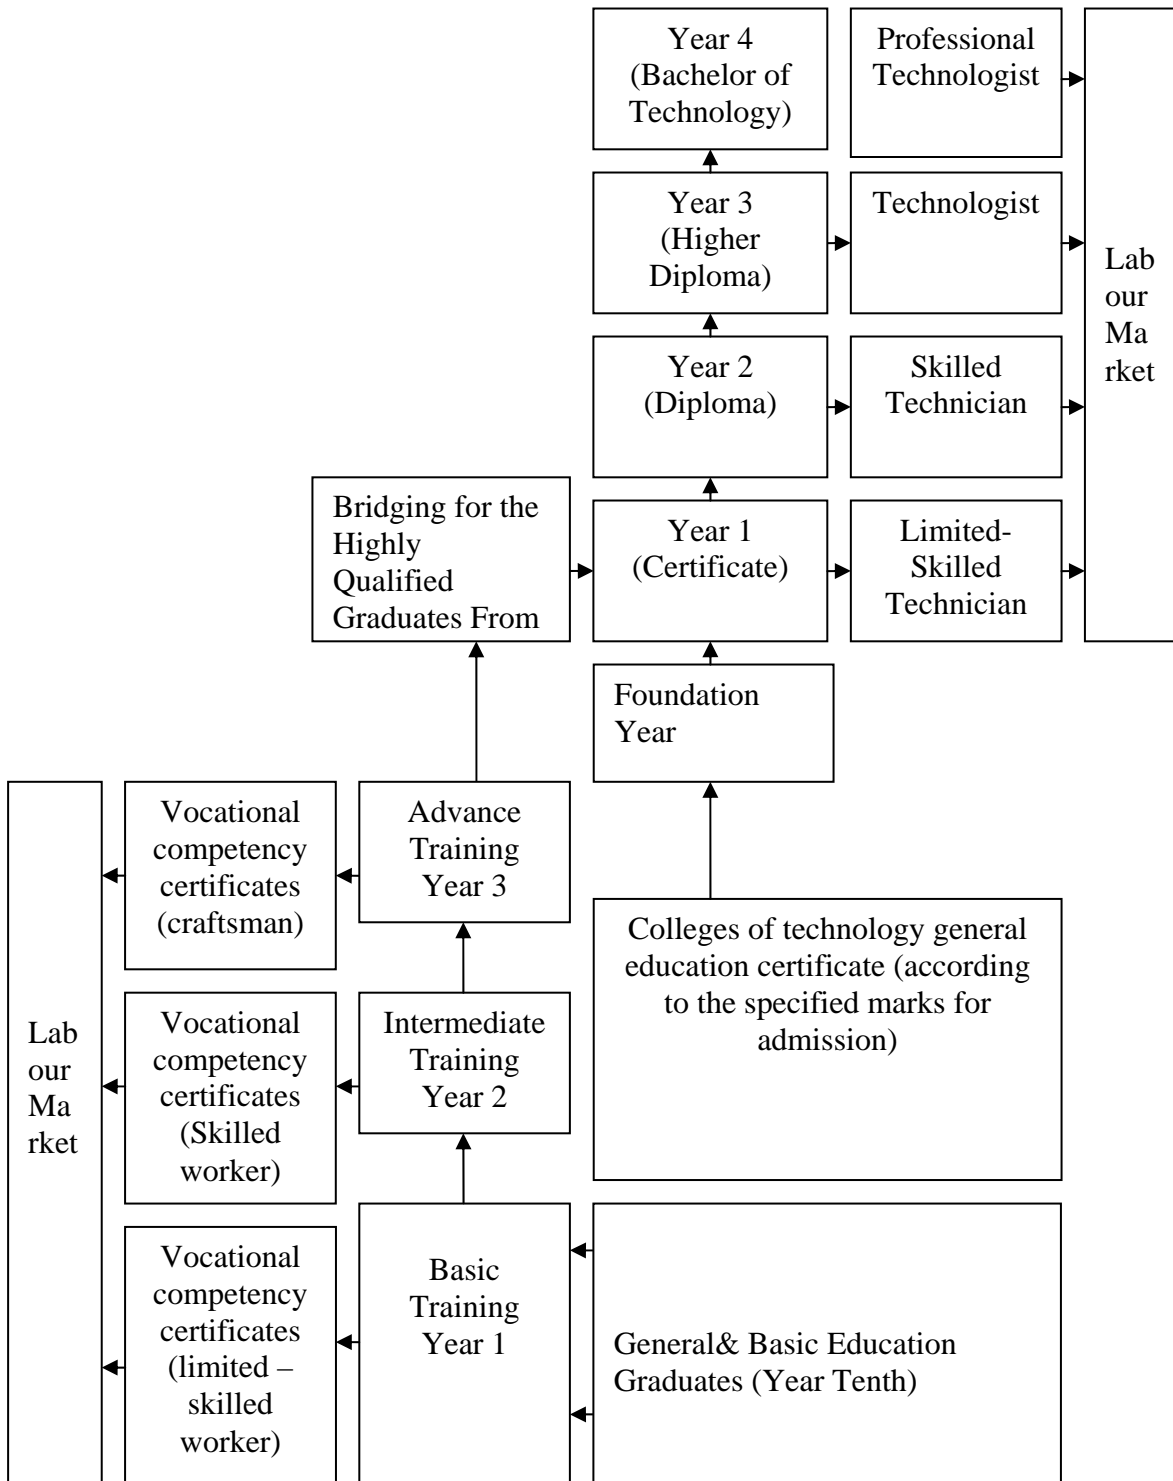 Year 4
(Bachelor of
Technology)
Professional
Technologist
Year 3
(Higher
Diploma)
Technologist
Lab
our
Ma
rket
Year 2
(Diploma)
Skilled
Technician
Bridging for the
Highly
Qualified
Graduates From
Year 1
(Certificate)
Limited-
Skilled
Technician
Foundation
Year
Vocational
competency
certificates
(craftsman)
Advance
Training
Year 3
Colleges of technology general
education certificate (according
to the specified marks for
admission)
Lab
our
Ma
rket
Vocational
competency
certificates
(Skilled
worker)
Intermediate
Training
Year 2
Vocational
competency
certificates
(limited –
skilled
worker)
Basic
Training
Year 1
General& Basic Education
Graduates (Year Tenth)